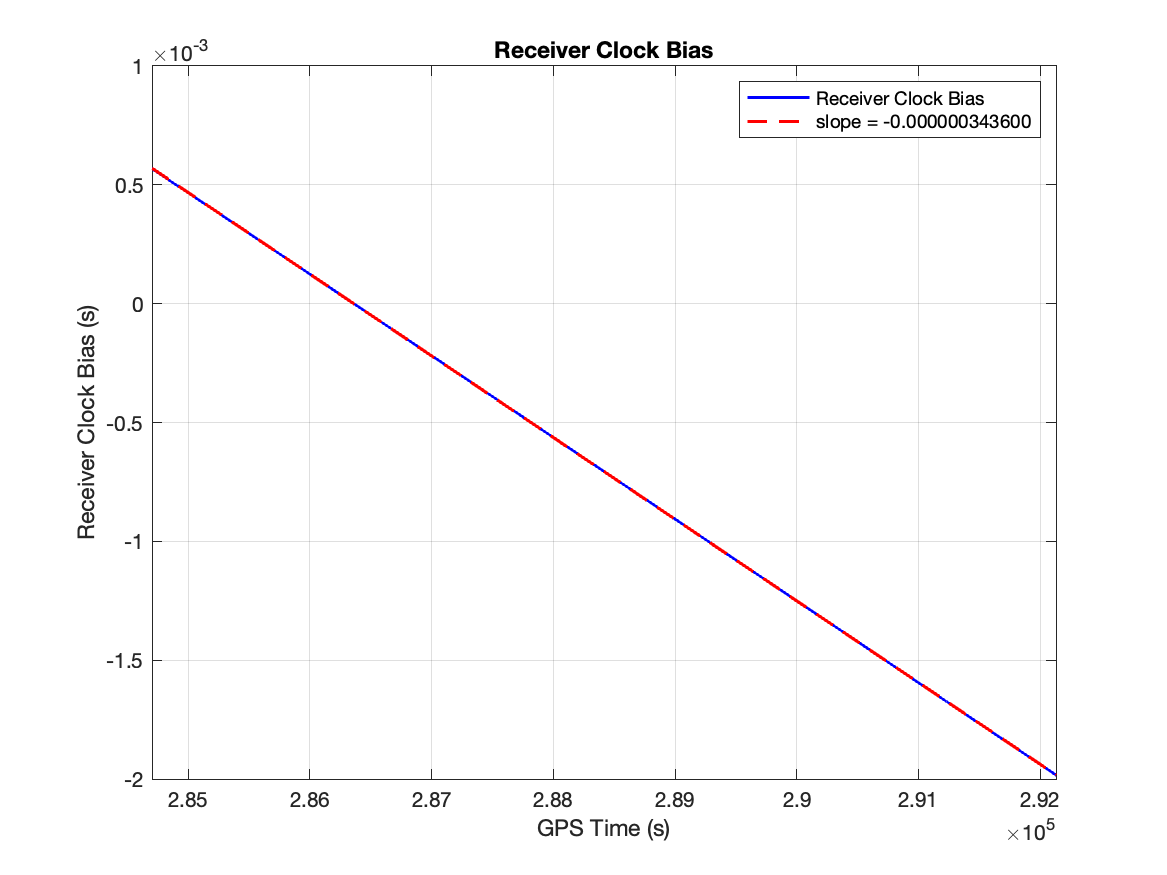 Receiver Clock Bias
×10⁻³
Receiver Clock Bias
slope = -0.000000343600
1
0.5
0
-0.5
-1
-1.5
-2
Receiver Clock Bias (s)
2.85 2.86 2.87 2.88 2.89 2.9 2.91 2.92
GPS Time (s)
×10⁵